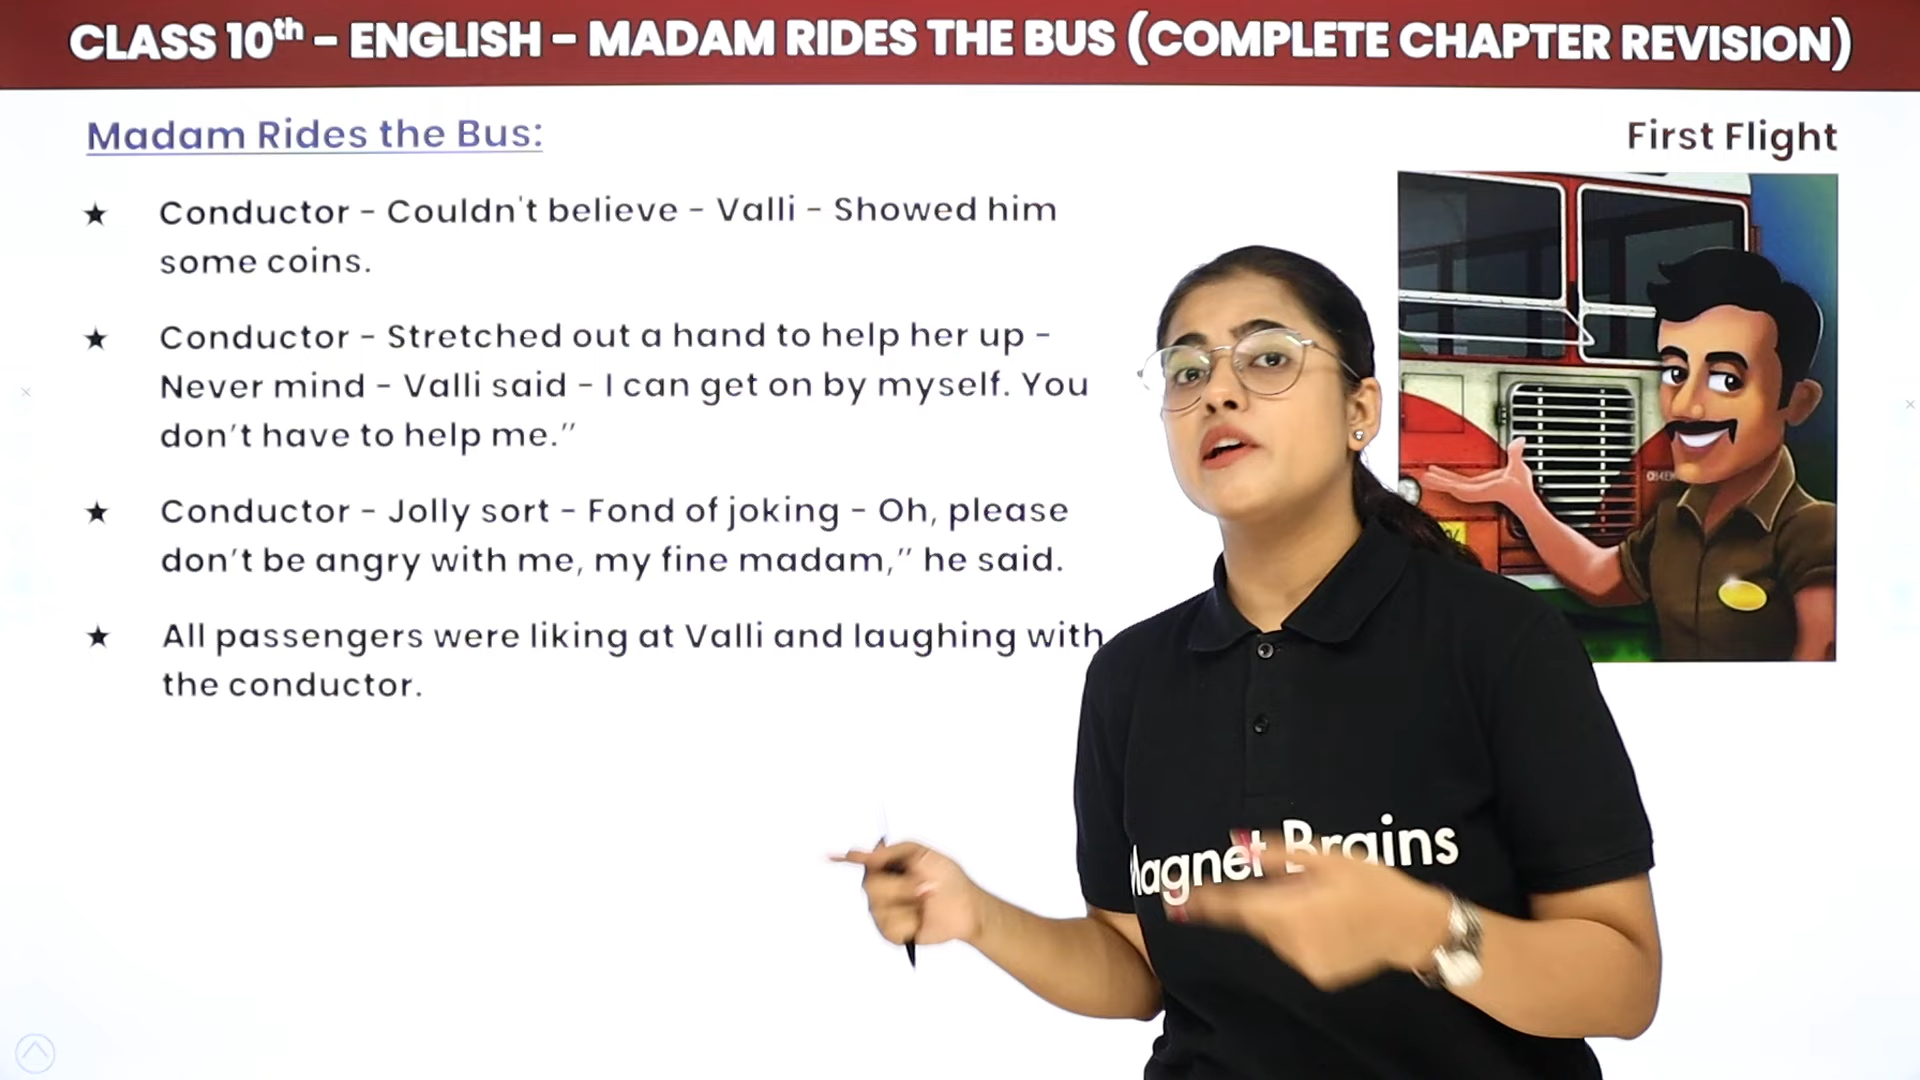 CLASS 10th - ENGLISH - MADAM RIDES THE BUS (COMPLETE CHAPTER REVISION)
Madam Rides the Bus:
First Flight
★ Conductor - Couldn't believe - Valli - Showed him
some coins.
★ Conductor - Stretched out a hand to help her up -
Never mind - Valli said - I can get on by myself. You
don't have to help me."
★ Conductor - Jolly sort - Fond of joking - Oh, please
don't be angry with me, my fine madam," he said.
★ All passengers were liking at Valli and laughing with
the conductor.
Magnet Brains